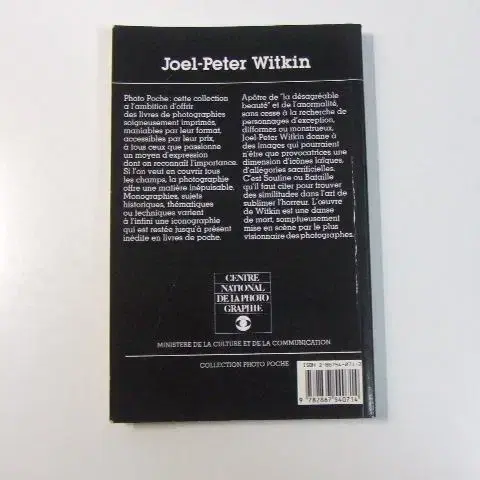 Joel-Peter Witkin
Photo Poche : cette collection
a l'ambition d'offrir
des livres de photographies
soigneusement imprimés,
maniables par leur format,
accessibles par leur prix,
à tous ceux que passionne
un moyen d'expression
dont on reconnaît l'importance.
Si l'on veut en couvrir tous
les champs, la photographie
offre une matière inépuisable.
Monographies, sujets
historiques, thématiques
ou techniques varient
à l'infini une iconographie
qui est restée jusqu'à présent
inédite en livres de poche.
Apôtre de "la désagréable
beauté" et de l'anormalité,
sans cesse à la recherche de
personnages d'exception,
difformes ou monstrueux,
Joel-Peter Witkin donne à
des images qui pourraient
n'être que provocatrices une
dimension d'icônes laïques,
d'allégories sacrificielles.
C'est Soutine ou Bataille
qu'il faut citer pour trouver
des similitudes dans l'art de
sublimer l'horreur. L'œuvre
de Witkin est une danse
de mort, somptueusement
mise en scène par le plus
visionnaire des photographes.
CENTRE
NATIONAL
DE LA PHOTO
GRAPHIE
MINISTERE DE LA CULTURE ET DE LA COMMUNICATION
COLLECTION PHOTO POCHE
ISBN 2-86754-071-2
9 782867 540714